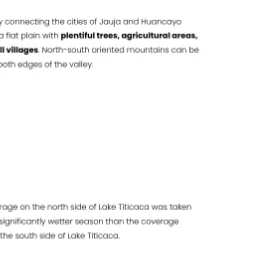 y connecting the cities of Jauja and Huancayo
a flat plain with plentiful trees, agricultural areas,
ll villages. North-south oriented mountains can be
both edges of the valley.
rage on the north side of Lake Titicaca was taken
significantly wetter season than the coverage
the south side of Lake Titicaca.